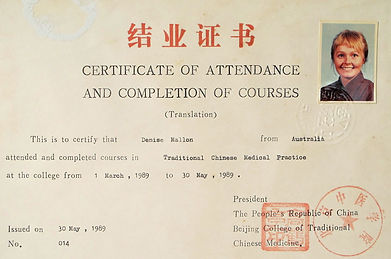 结业证书
CERTIFICATE OF ATTENDANCE
AND COMPLETION OF COURSES
(Translation)
This is to certify that Denise Mallon from Australia
attended and completed courses in Traditional Chinese Medical Practice
at the college from 1 March , 1989 to 30 May , 1989 .
President
The People's Republic of China
Issued on 30 May , 1989 Beijing College of Traditional
No. 014 Chinese Medicine,